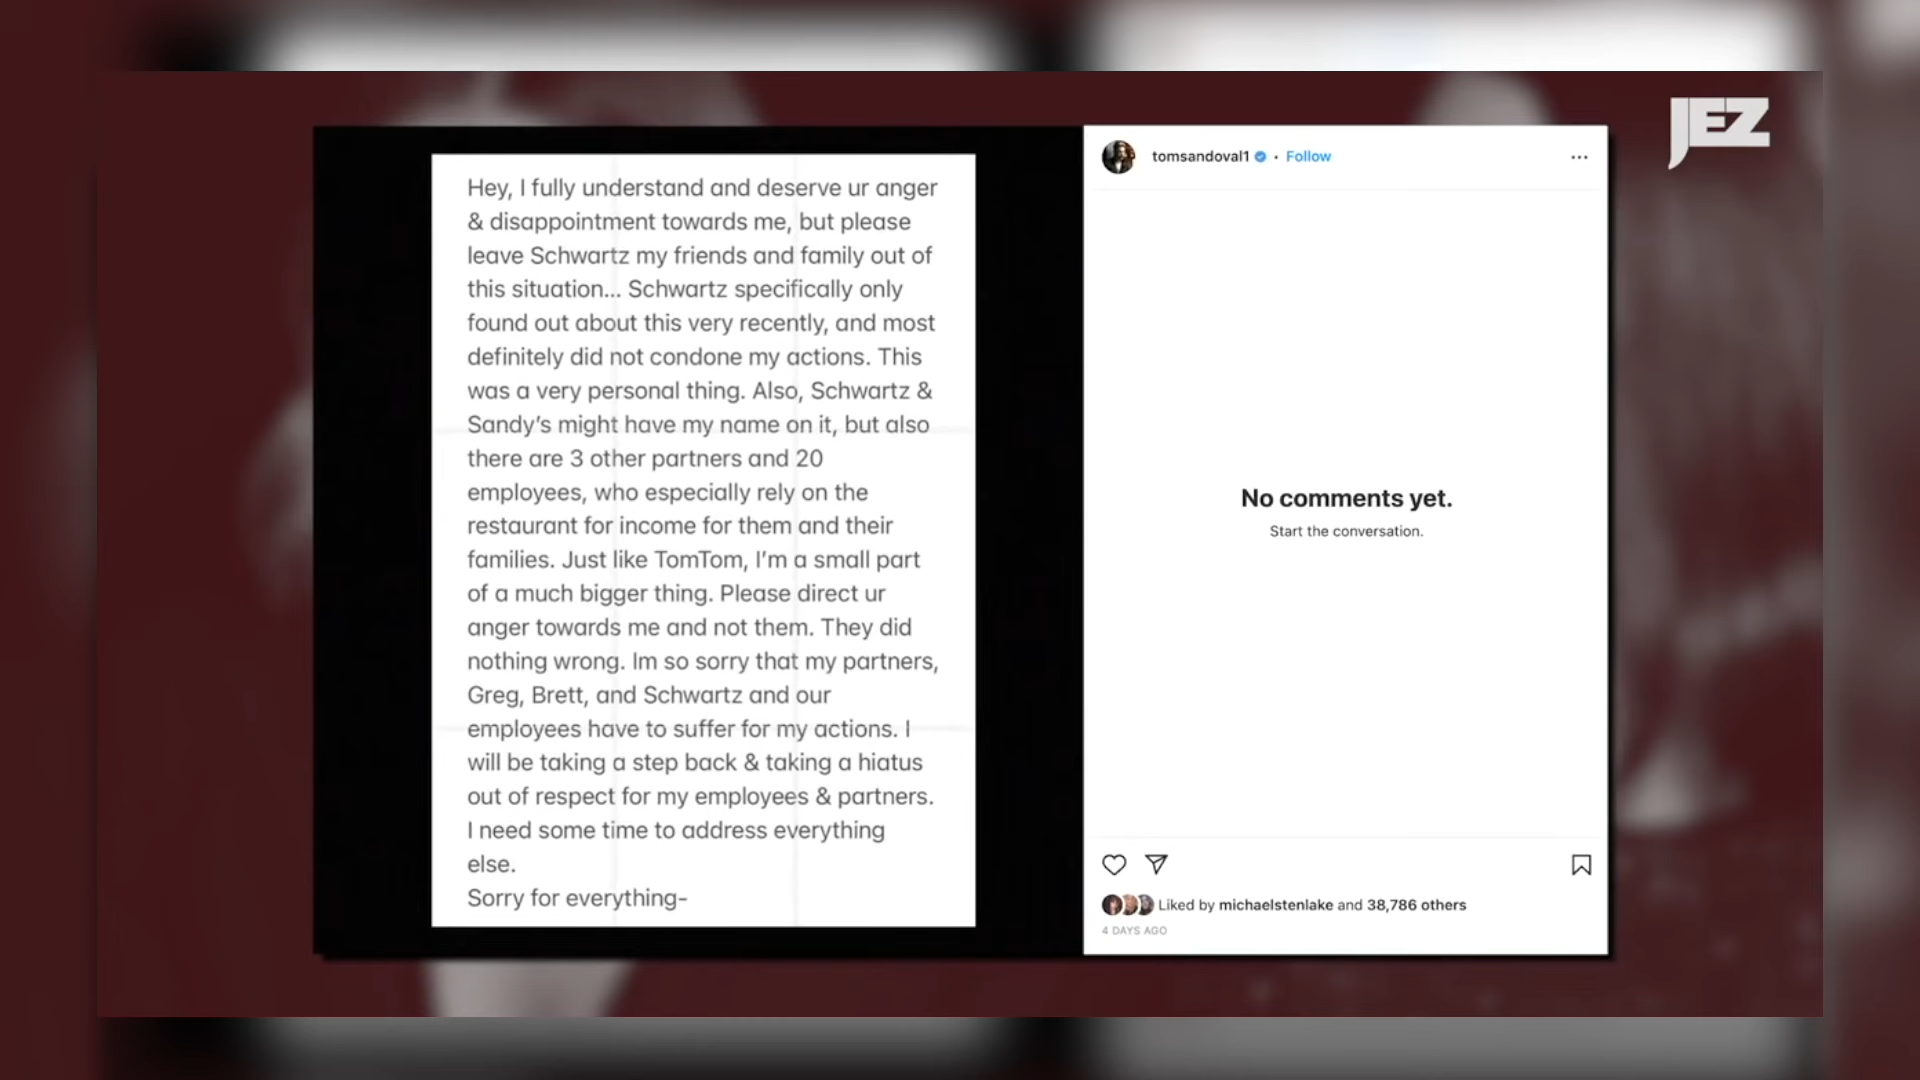 JEZ
Hey, I fully understand and deserve ur anger
& disappointment towards me, but please
leave Schwartz my friends and family out of
this situation... Schwartz specifically only
found out about this very recently, and most
definitely did not condone my actions. This
was a very personal thing. Also, Schwartz &
Sandy’s might have my name on it, but also
there are 3 other partners and 20
employees, who especially rely on the
restaurant for income for them and their
families. Just like TomTom, I’m a small part
of a much bigger thing. Please direct ur
anger towards me and not them. They did
nothing wrong. Im so sorry that my partners,
Greg, Brett, and Schwartz and our
employees have to suffer for my actions. I
will be taking a step back & taking a hiatus
out of respect for my employees & partners.
I need some time to address everything
else.
Sorry for everything-
tomsandoval1 • Follow
No comments yet.
Start the conversation.
Liked by michaelstenlake and 38,786 others
4 DAYS AGO